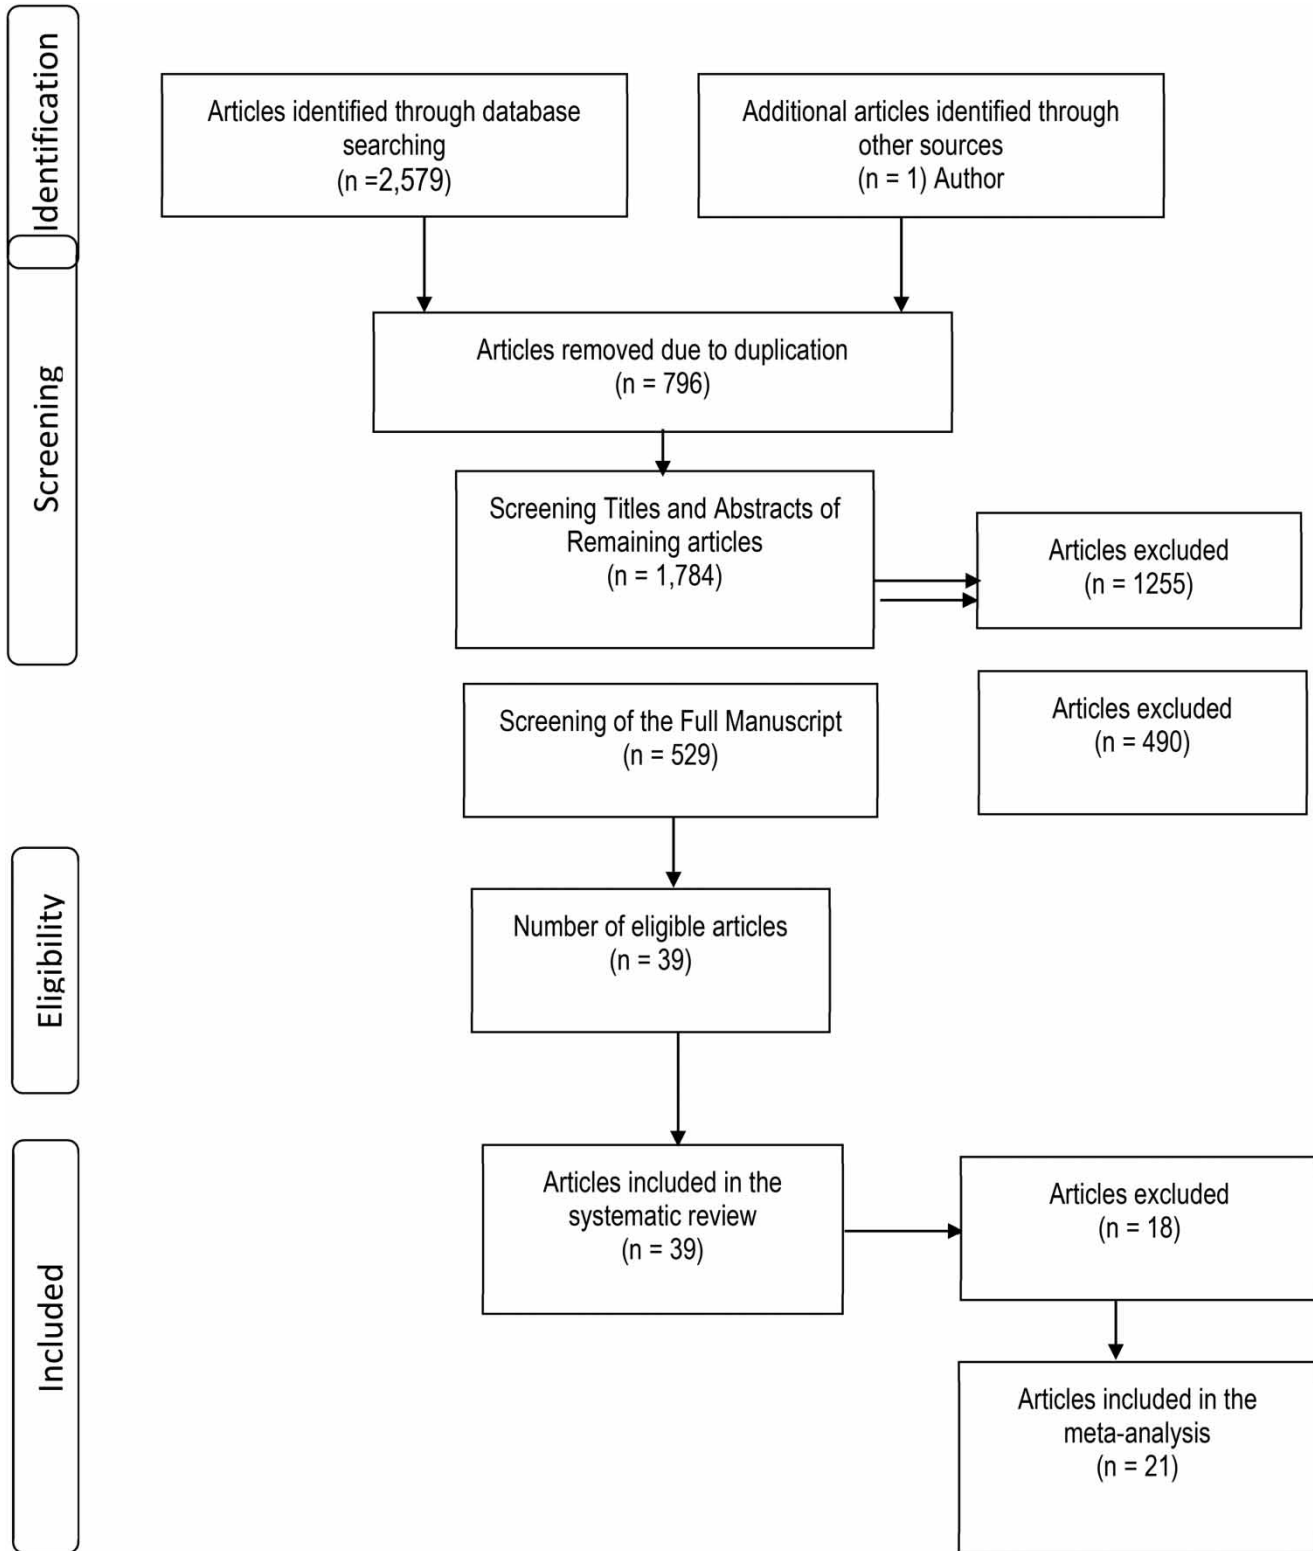 Identification
Articles identified through database
searching
(n =2,579)
Additional articles identified through
other sources
(n = 1) Author
Screening
Articles removed due to duplication
(n = 796)
Screening Titles and Abstracts of
Remaining articles
(n = 1,784)
Articles excluded
(n = 1255)
Screening of the Full Manuscript
(n = 529)
Articles excluded
(n = 490)
Eligibility
Number of eligible articles
(n = 39)
Included
Articles included in the
systematic review
(n = 39)
Articles excluded
(n = 18)
Articles included in the
meta-analysis
(n = 21)